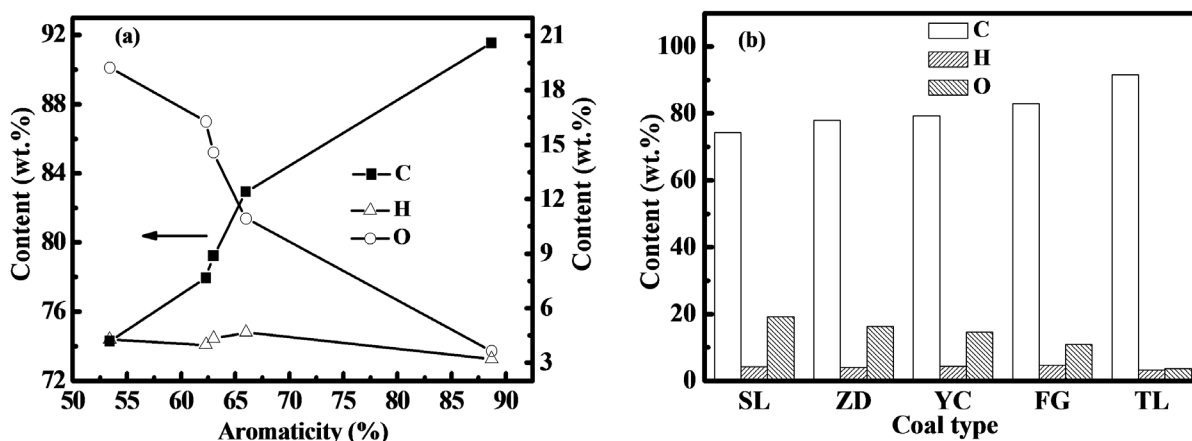 (a)
92
88
84
80
76
72
Content (wt.%)
21
18
15
12
9
6
3
Content (wt.%)
C
H
O
50 55 60 65 70 75 80 85 90
Aromaticity (%)
(b)
100
80
60
40
20
0
Content (wt.%)
C
H
O
SL ZD YC FG TL
Coal type